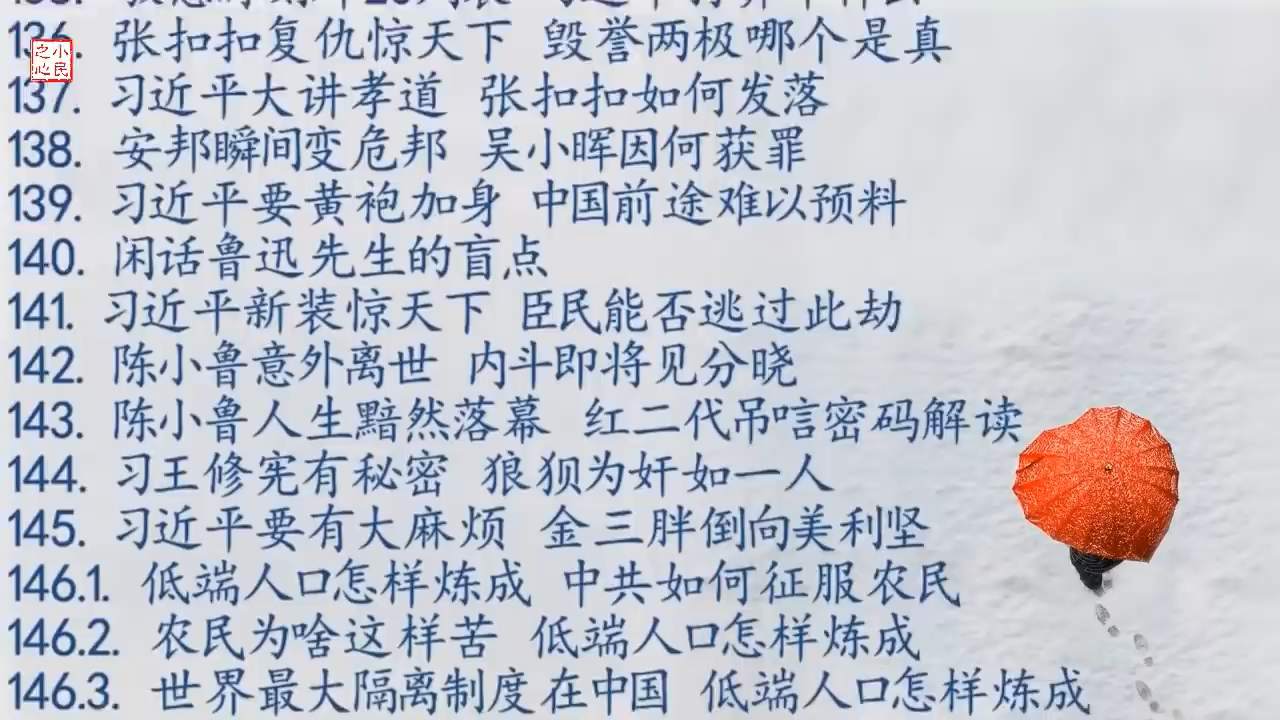 136. 张扣扣复仇惊天下 毁誉两极哪个是真
小民之心
137. 习近平大讲孝道 张扣扣如何发落
138. 安邦瞬间变危邦 吴小晖因何获罪
139. 习近平要黄袍加身 中国前途难以预料
140. 闲话鲁迅先生的盲点
141. 习近平新装惊天下 臣民能否逃过此劫
142. 陈小鲁意外离世 内斗即将见分晓
143. 陈小鲁人生黯然落幕 红二代吊唁密码解读
144. 习王修宪有秘密 狼狈为奸如一人
145. 习近平要有大麻烦 金三胖倒向美利坚
146.1. 低端人口怎样炼成 中共如何征服农民
146.2. 农民为啥这样苦 低端人口怎样炼成
146.3. 世界最大隔离制度在中国 低端人口怎样炼成